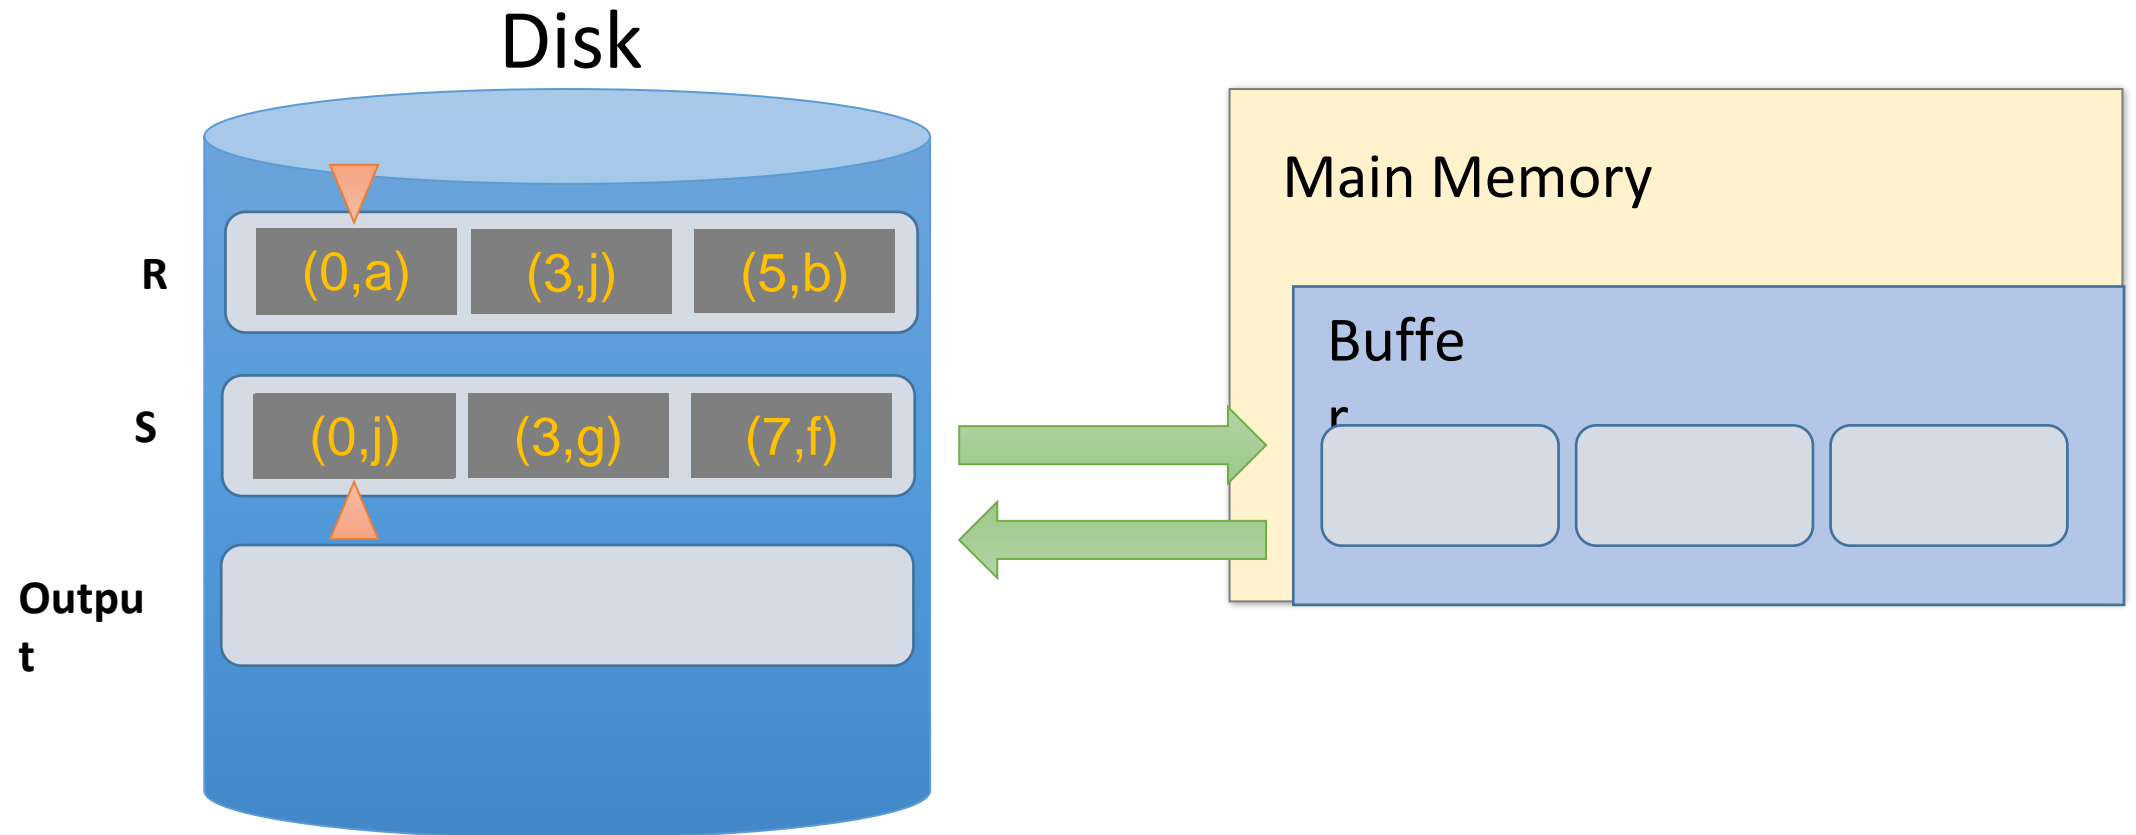 Disk
Main Memory
R
(0,a) (3,j) (5,b)
Buffe
r
S
(0,j) (3,g) (7,f)
Outpu
t